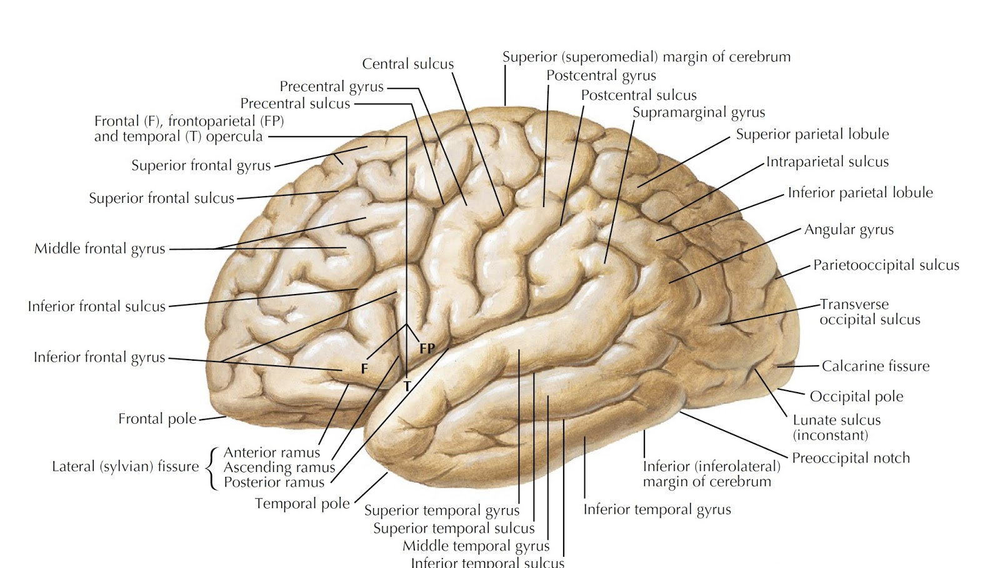 Superior (superomedial) margin of cerebrum
Central sulcus
Postcentral gyrus
Precentral gyrus
Postcentral sulcus
Precentral sulcus
Supramarginal gyrus
Frontal (F), frontoparietal (FP)
and temporal (T) opercula
Superior parietal lobule
Superior frontal gyrus
Intraparietal sulcus
Superior frontal sulcus
Inferior parietal lobule
Angular gyrus
Middle frontal gyrus
Parietooccipital sulcus
Inferior frontal sulcus
Transverse
occipital sulcus
FP
Inferior frontal gyrus
F
Calcarine fissure
T
Occipital pole
Frontal pole
Lunate sulcus
(inconstant)
Lateral (sylvian) fissure
Anterior ramus
Ascending ramus
Posterior ramus
Preoccipital notch
Inferior (inferolateral)
margin of cerebrum
Temporal pole
Superior temporal gyrus
Inferior temporal gyrus
Superior temporal sulcus
Middle temporal gyrus
Inferior temporal sulcus